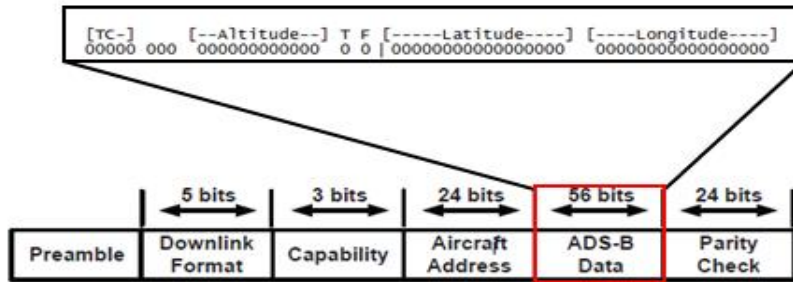 [TC-] [--Altitude--] T F [-----Latitude----] [----Longitude----]
00000 000 000000000000 0 0 |00000000000000000 00000000000000000
5 bits 3 bits 24 bits 56 bits 24 bits
Preamble Downlink Format Capability Aircraft Address ADS-B Data Parity Check